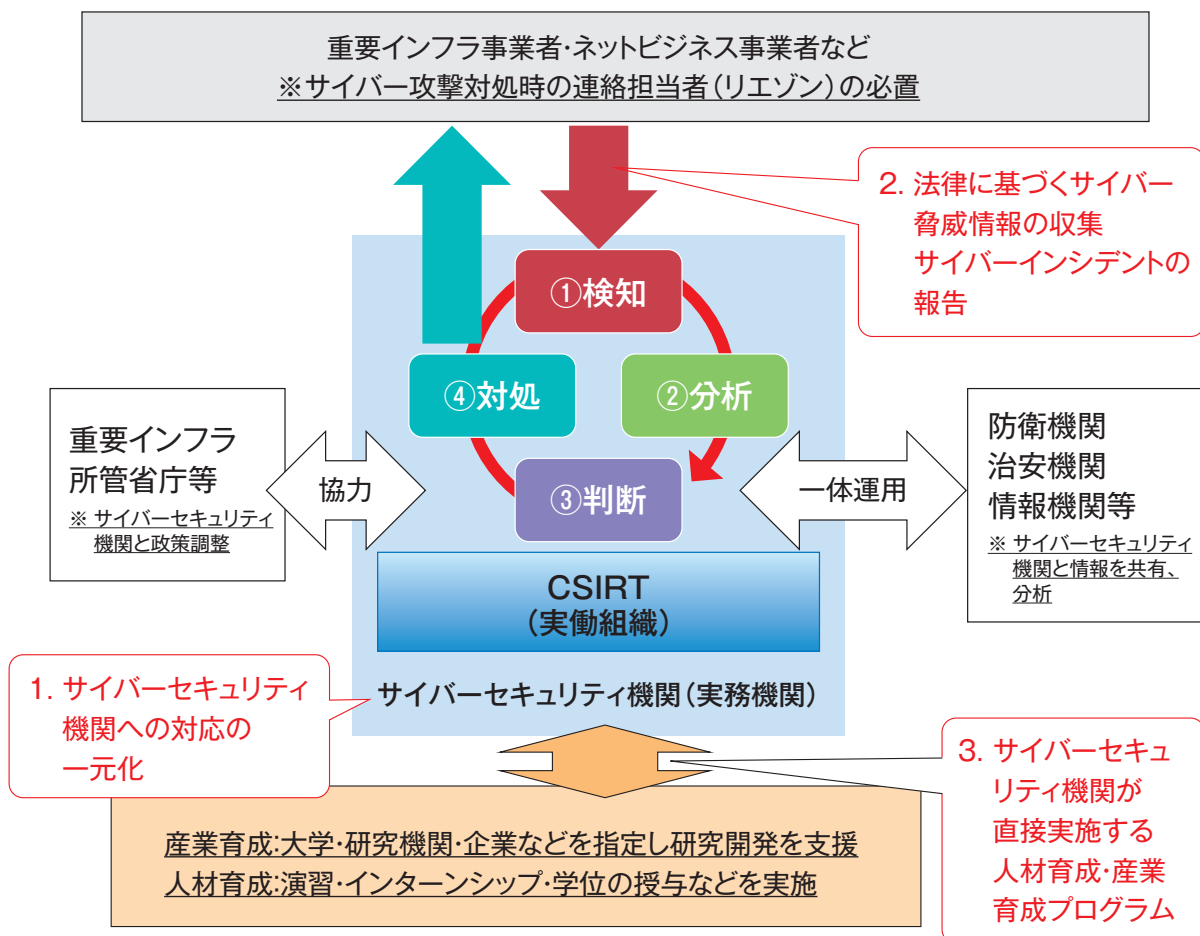 重要インフラ事業者・ネットビジネス事業者など
※サイバー攻撃対処時の連絡担当者(リエゾン)の必置
2. 法律に基づくサイバー
脅威情報の収集
サイバーインシデントの
報告
①検知
②分析
③判断
④対処
重要インフラ
所管省庁等
※ サイバーセキュリティ
機関と政策調整
協力
一体運用
防衛機関
治安機関
情報機関等
※ サイバーセキュリティ
機関と情報を共有、
分析
CSIRT
(実働組織)
サイバーセキュリティ機関(実務機関)
1. サイバーセキュリティ
機関への対応の
一元化
3. サイバーセキュ
リティ機関が
直接実施する
人材育成・産業
育成プログラム
産業育成:大学・研究機関・企業などを指定し研究開発を支援
人材育成:演習・インターンシップ・学位の授与などを実施